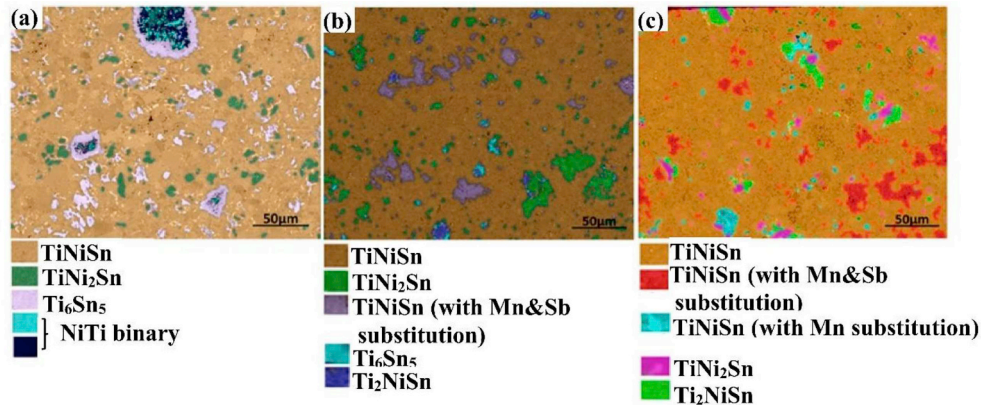 (a)
50µm
TiNiSn
TiNi₂Sn
Ti₆Sn₅
NiTi binary
(b)
50µm
TiNiSn
TiNi₂Sn
TiNiSn (with Mn&Sb
substitution)
Ti₆Sn₅
Ti₂NiSn
(c)
50µm
TiNiSn
TiNiSn (with Mn&Sb
substitution)
TiNiSn (with Mn substitution)
TiNi₂Sn
Ti₂NiSn